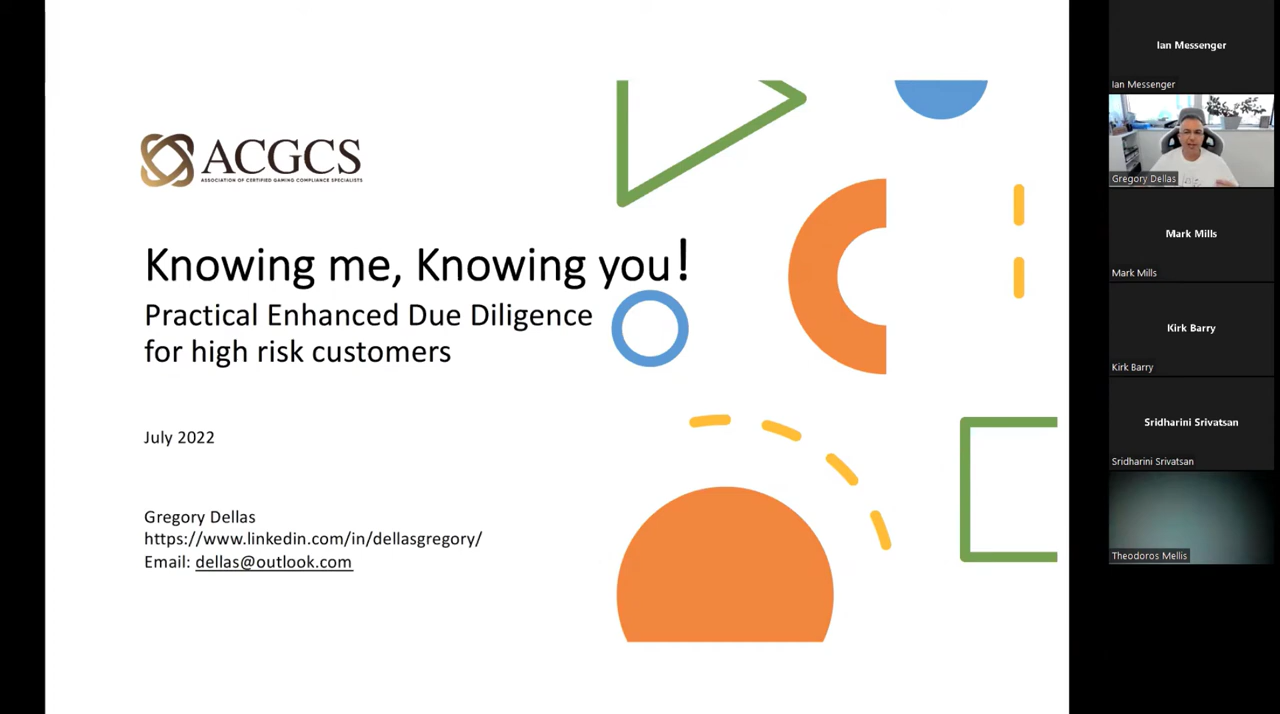 ACGCS
ASSOCIATION OF CERTIFIED GAMING COMPLIANCE SPECIALISTS
Knowing me, Knowing you!
Practical Enhanced Due Diligence
for high risk customers
July 2022
Gregory Dellas
https://www.linkedin.com/in/dellasgregory/
Email: dellas@outlook.com
Ian Messenger
Ian Messenger
Gregory Dellas
Mark Mills
Mark Mills
Kirk Barry
Kirk Barry
Sridharini Srivatsan
Sridharini Srivatsan
Theodoros Mellis